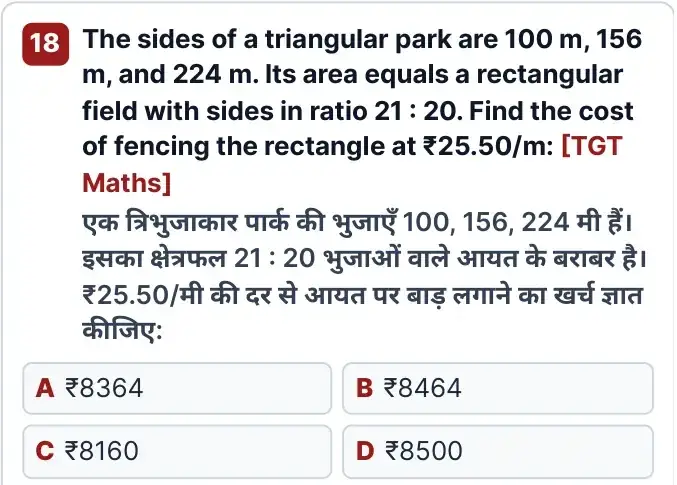 18 The sides of a triangular park are 100 m, 156
m, and 224 m. Its area equals a rectangular
field with sides in ratio 21 : 20. Find the cost
of fencing the rectangle at ₹25.50/m: [TGT
Maths]
एक त्रिभुजाकार पार्क की भुजाएँ 100, 156, 224 मी हैं।
इसका क्षेत्रफल 21 : 20 भुजाओं वाले आयत के बराबर है।
₹25.50/मी की दर से आयत पर बाड़ लगाने का खर्च ज्ञात
कीजिए:
A ₹8364 B ₹8464
C ₹8160 D ₹8500